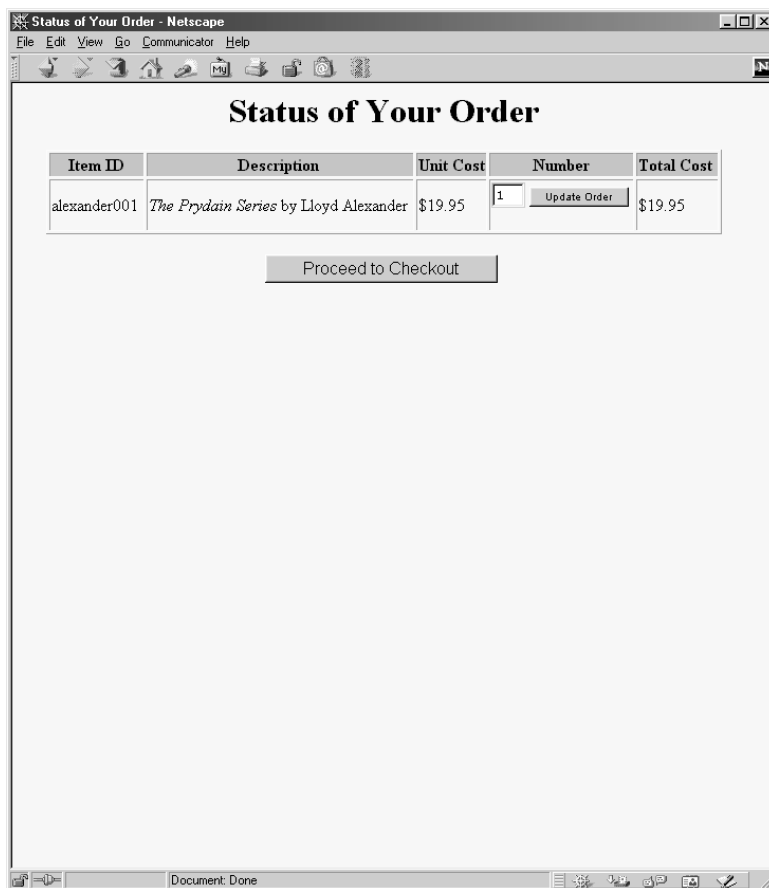 Status of Your Order - Netscape
File Edit View Go Communicator Help
My
N
Status of Your Order
Item ID Description Unit Cost Number Total Cost
alexander001 The Prydain Series by Lloyd Alexander $19.95 1 Update Order $19.95
Proceed to Checkout
Document: Done